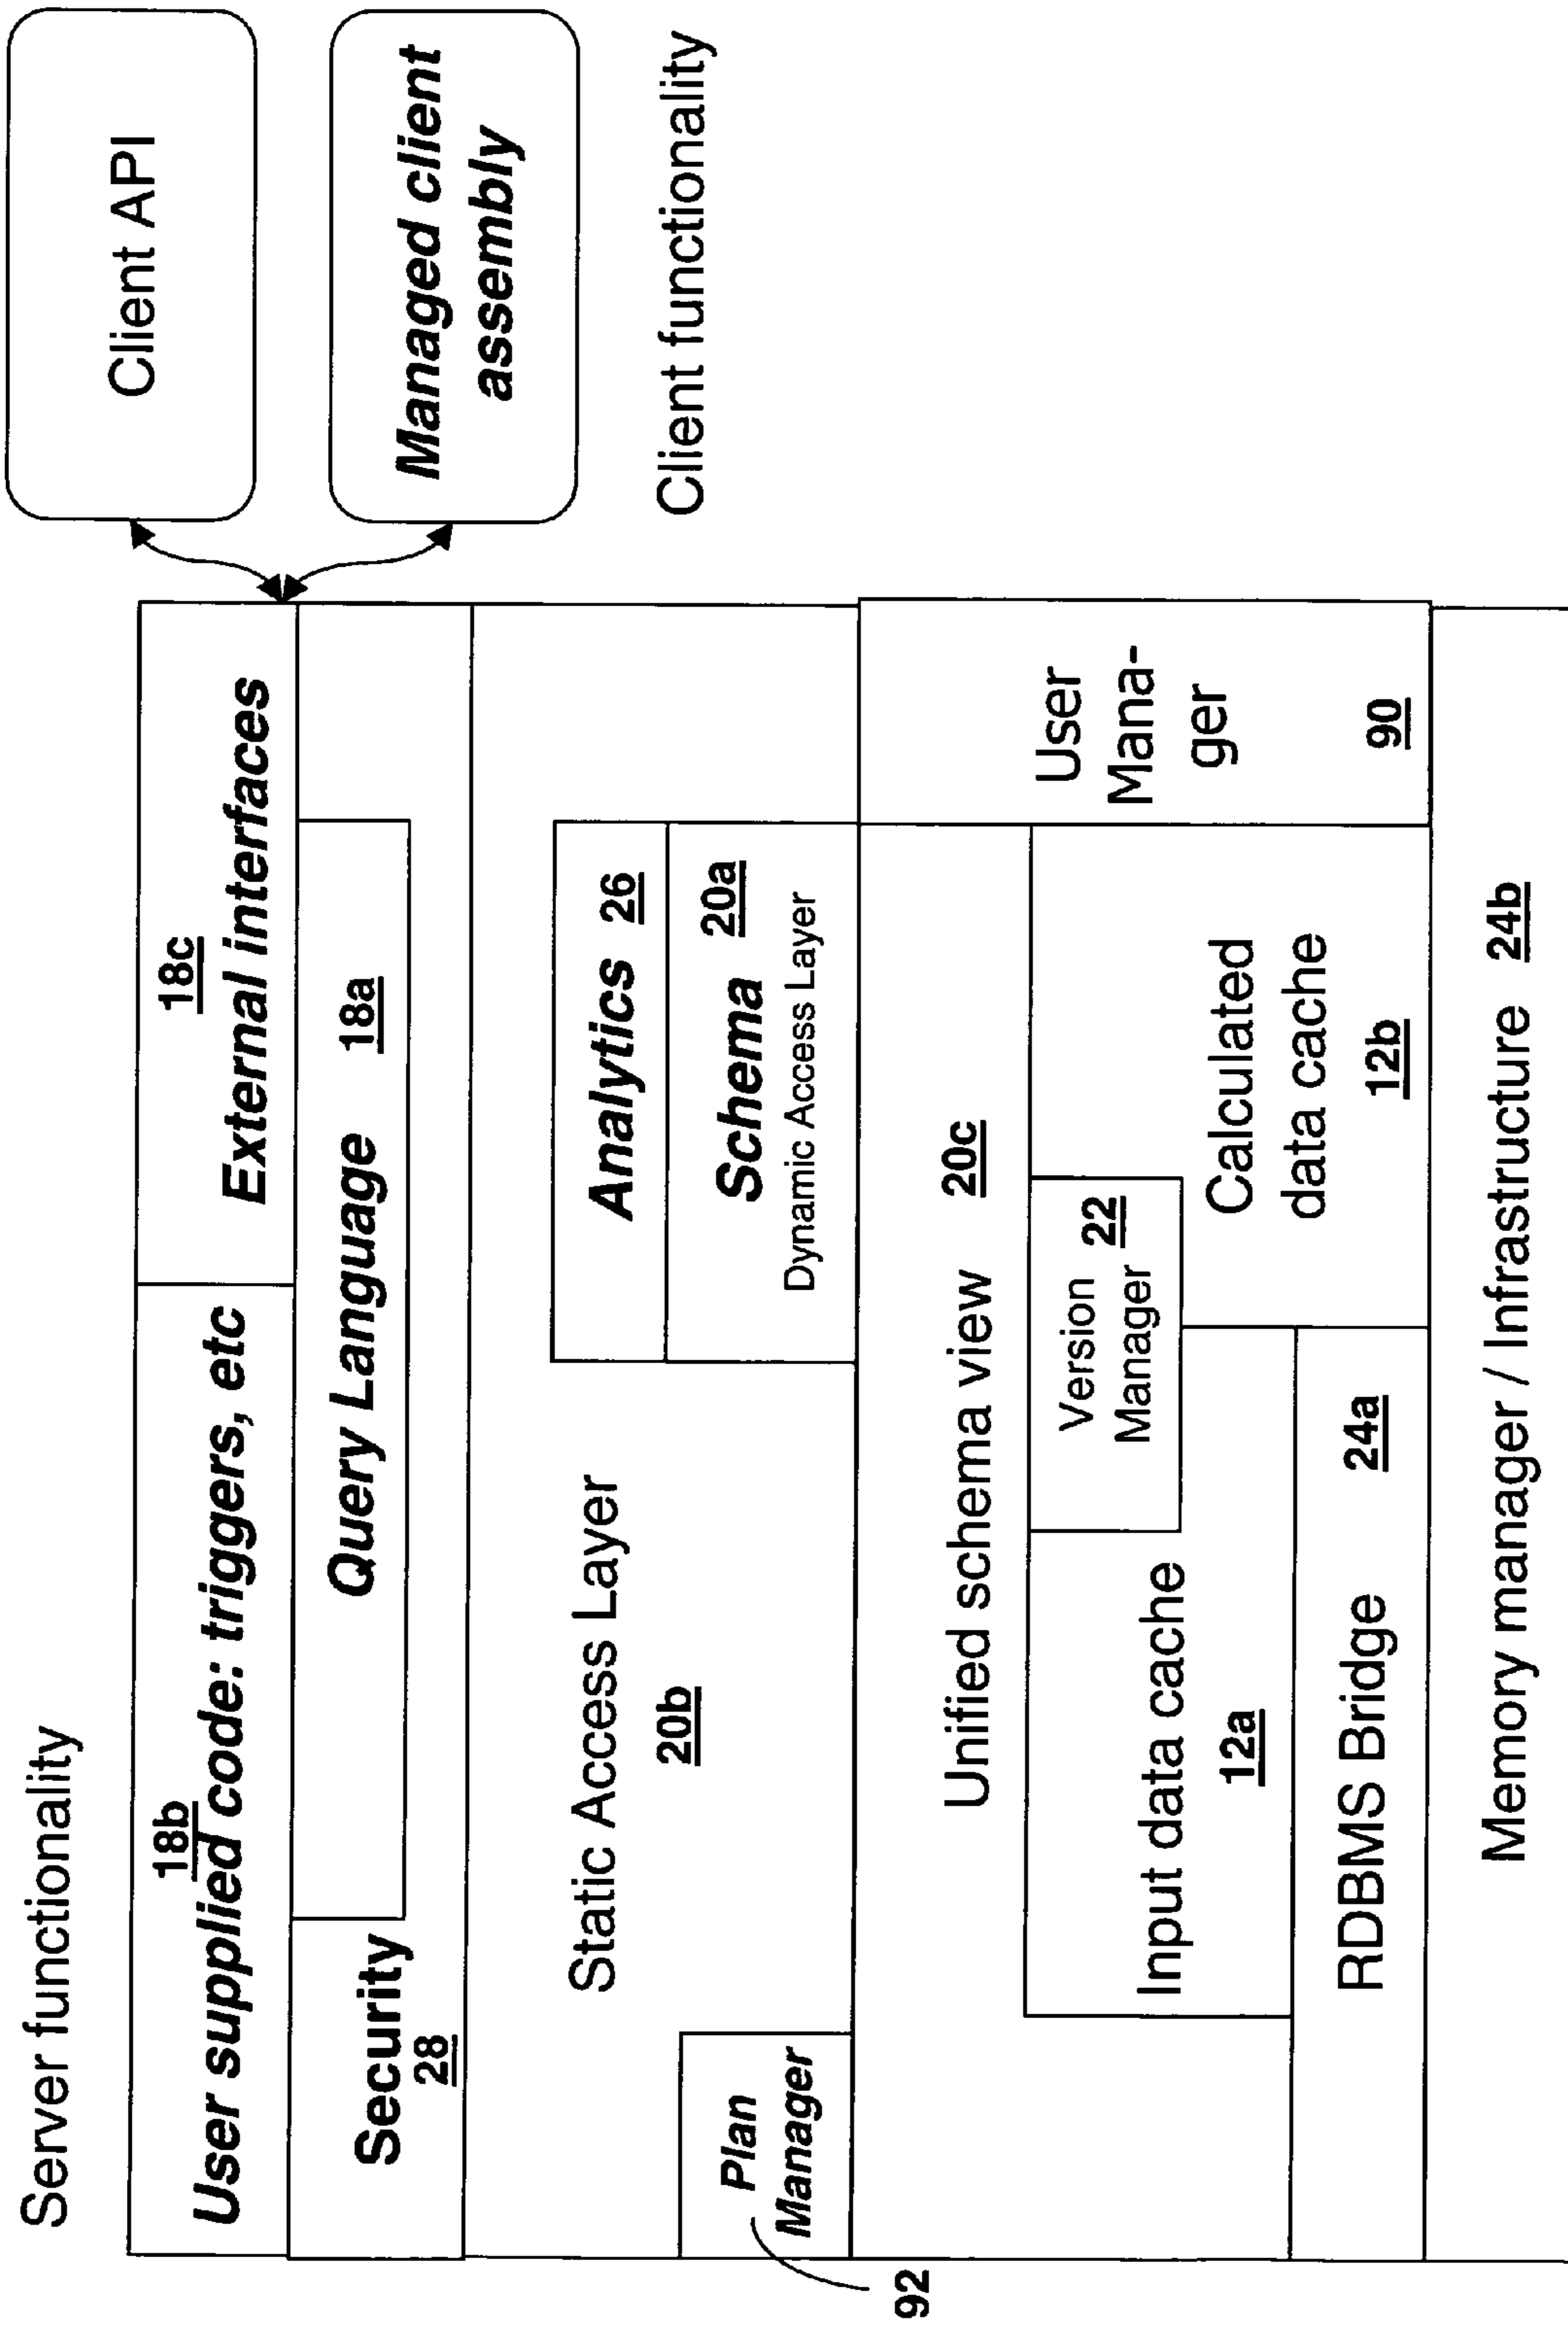 Server functionality
18b
User supplied code: triggers, etc
18c
External interfaces
Client API
Security
28
Query Language 18a
Managed client
assembly
Client functionality
Static Access Layer
20b
Analytics 26
Schema 20a
Dynamic Access Layer
Plan
Manager
92
Unified schema view 20c
User
Mana-
ger
90
Version
Manager 22
Input data cache
12a
Calculated
data cache
12b
RDBMS Bridge 24a
Memory manager / Infrastructure 24b